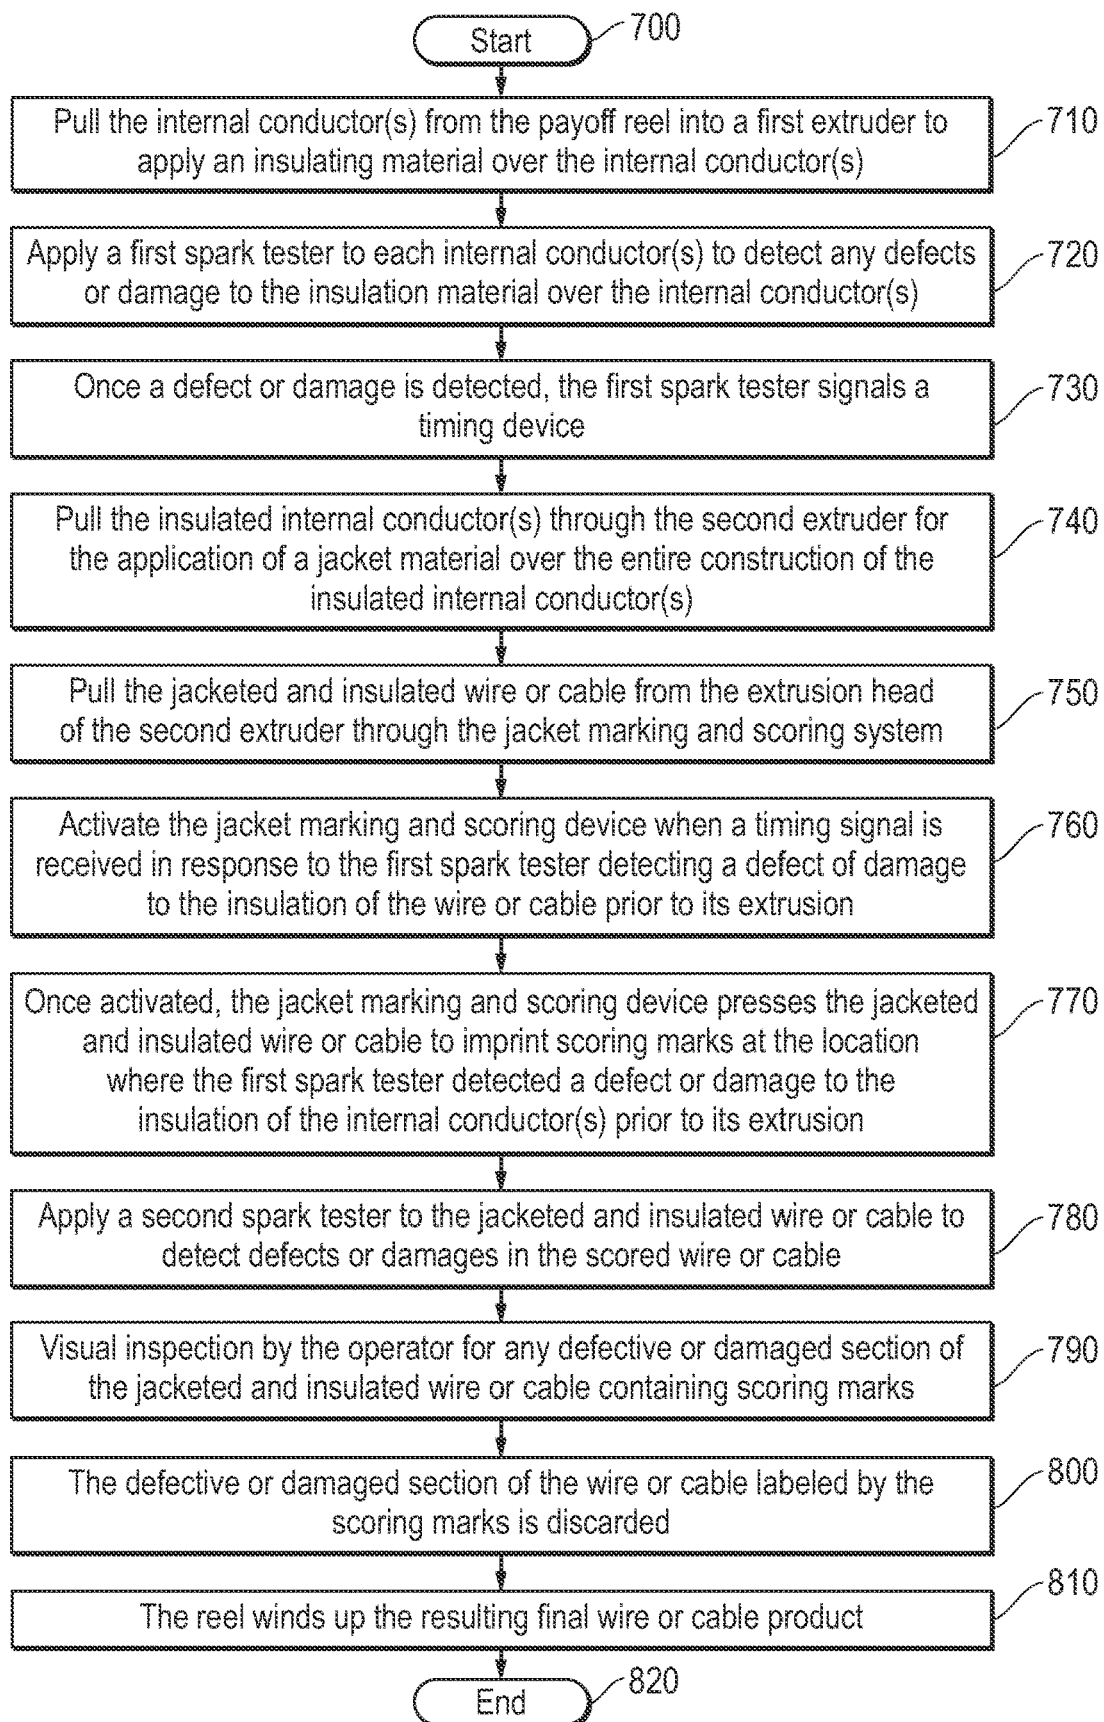 Start
700
Pull the internal conductor(s) from the payoff reel into a first extruder to
apply an insulating material over the internal conductor(s)
710
Apply a first spark tester to each internal conductor(s) to detect any defects
or damage to the insulation material over the internal conductor(s)
720
Once a defect or damage is detected, the first spark tester signals a
timing device
730
Pull the insulated internal conductor(s) through the second extruder for
the application of a jacket material over the entire construction of the
insulated internal conductor(s)
740
Pull the jacketed and insulated wire or cable from the extrusion head
of the second extruder through the jacket marking and scoring system
750
Activate the jacket marking and scoring device when a timing signal is
received in response to the first spark tester detecting a defect of damage
to the insulation of the wire or cable prior to its extrusion
760
Once activated, the jacket marking and scoring device presses the jacketed
and insulated wire or cable to imprint scoring marks at the location
where the first spark tester detected a defect or damage to the
insulation of the internal conductor(s) prior to its extrusion
770
Apply a second spark tester to the jacketed and insulated wire or cable to
detect defects or damages in the scored wire or cable
780
Visual inspection by the operator for any defective or damaged section of
the jacketed and insulated wire or cable containing scoring marks
790
The defective or damaged section of the wire or cable labeled by the
scoring marks is discarded
800
The reel winds up the resulting final wire or cable product
810
End
820